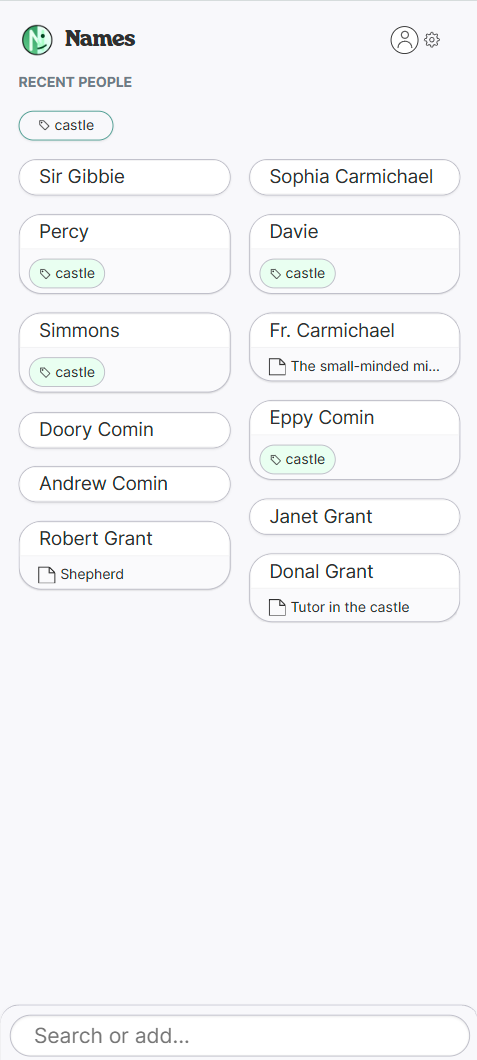 Names
RECENT PEOPLE
castle
Sir Gibbie
Sophia Carmichael
Percy
castle
Davie
castle
Simmons
castle
Fr. Carmichael
The small-minded mi...
Doory Comin
Eppy Comin
castle
Andrew Comin
Janet Grant
Robert Grant
Shepherd
Donal Grant
Tutor in the castle
Search or add...